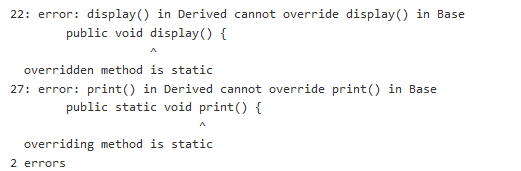 22: error: display() in Derived cannot override display() in Base
public void display() {
^
overridden method is static
27: error: print() in Derived cannot override print() in Base
public static void print() {
^
overriding method is static
2 errors